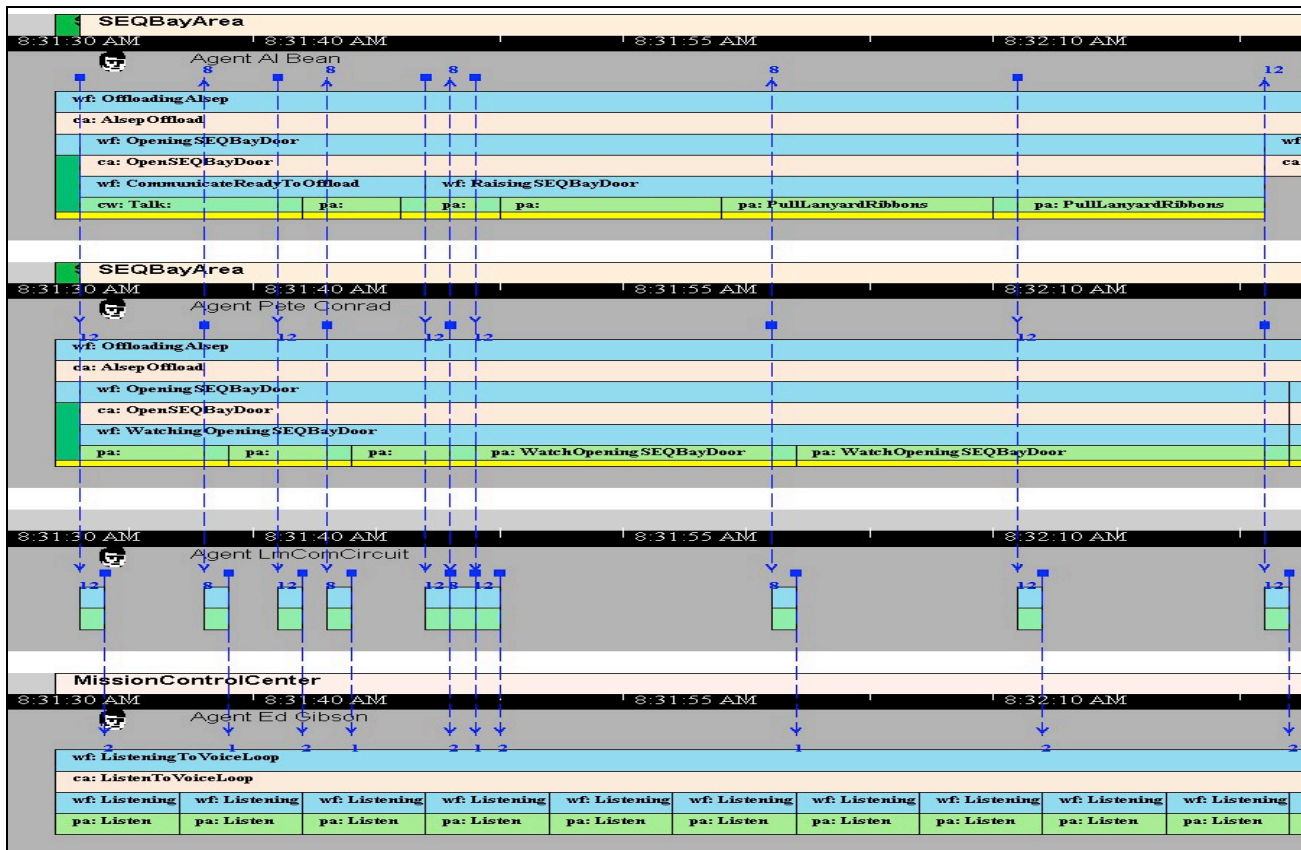 SEQBayArea
8:31:30 AM 8:31:40 AM 8:31:55 AM 8:32:10 AM
Agent Al Bean
8 8 8 8 12
wf: OffloadingAlsep
ca: AlsepOffload
wf: OpeningSEQBayDoor wf
ca: OpenSEQBayDoor ca
wf: CommunicateReadyToOffload wf: RaisingSEQBayDoor
cw: Talk: pa: pa: pa: pa: PullLanyardRibbons pa: PullLanyardRibbons
SEQBayArea
8:31:30 AM 8:31:40 AM 8:31:55 AM 8:32:10 AM
Agent Pete Conrad
12 12 12 12 12
wf: OffloadingAlsep
ca: AlsepOffload
wf: OpeningSEQBayDoor
ca: OpenSEQBayDoor
wf: WatchingOpeningSEQBayDoor
pa: pa: pa: pa: WatchOpeningSEQBayDoor pa: WatchOpeningSEQBayDoor
8:31:30 AM 8:31:40 AM 8:31:55 AM 8:32:10 AM
Agent LmComCircuit
12 8 12 8 12 8 12 8 12 12
MissionControlCenter
8:31:30 AM 8:31:40 AM 8:31:55 AM 8:32:10 AM
Agent Ed Gibson
2 1 2 1 2 1 2 1 2 2
wf: ListeningToVoiceLoop
ca: ListenToVoiceLoop
wf: Listening wf: Listening wf: Listening wf: Listening wf: Listening wf: Listening wf: Listening wf: Listening wf: Listening wf: Listening
pa: Listen pa: Listen pa: Listen pa: Listen pa: Listen pa: Listen pa: Listen pa: Listen pa: Listen pa: Listen